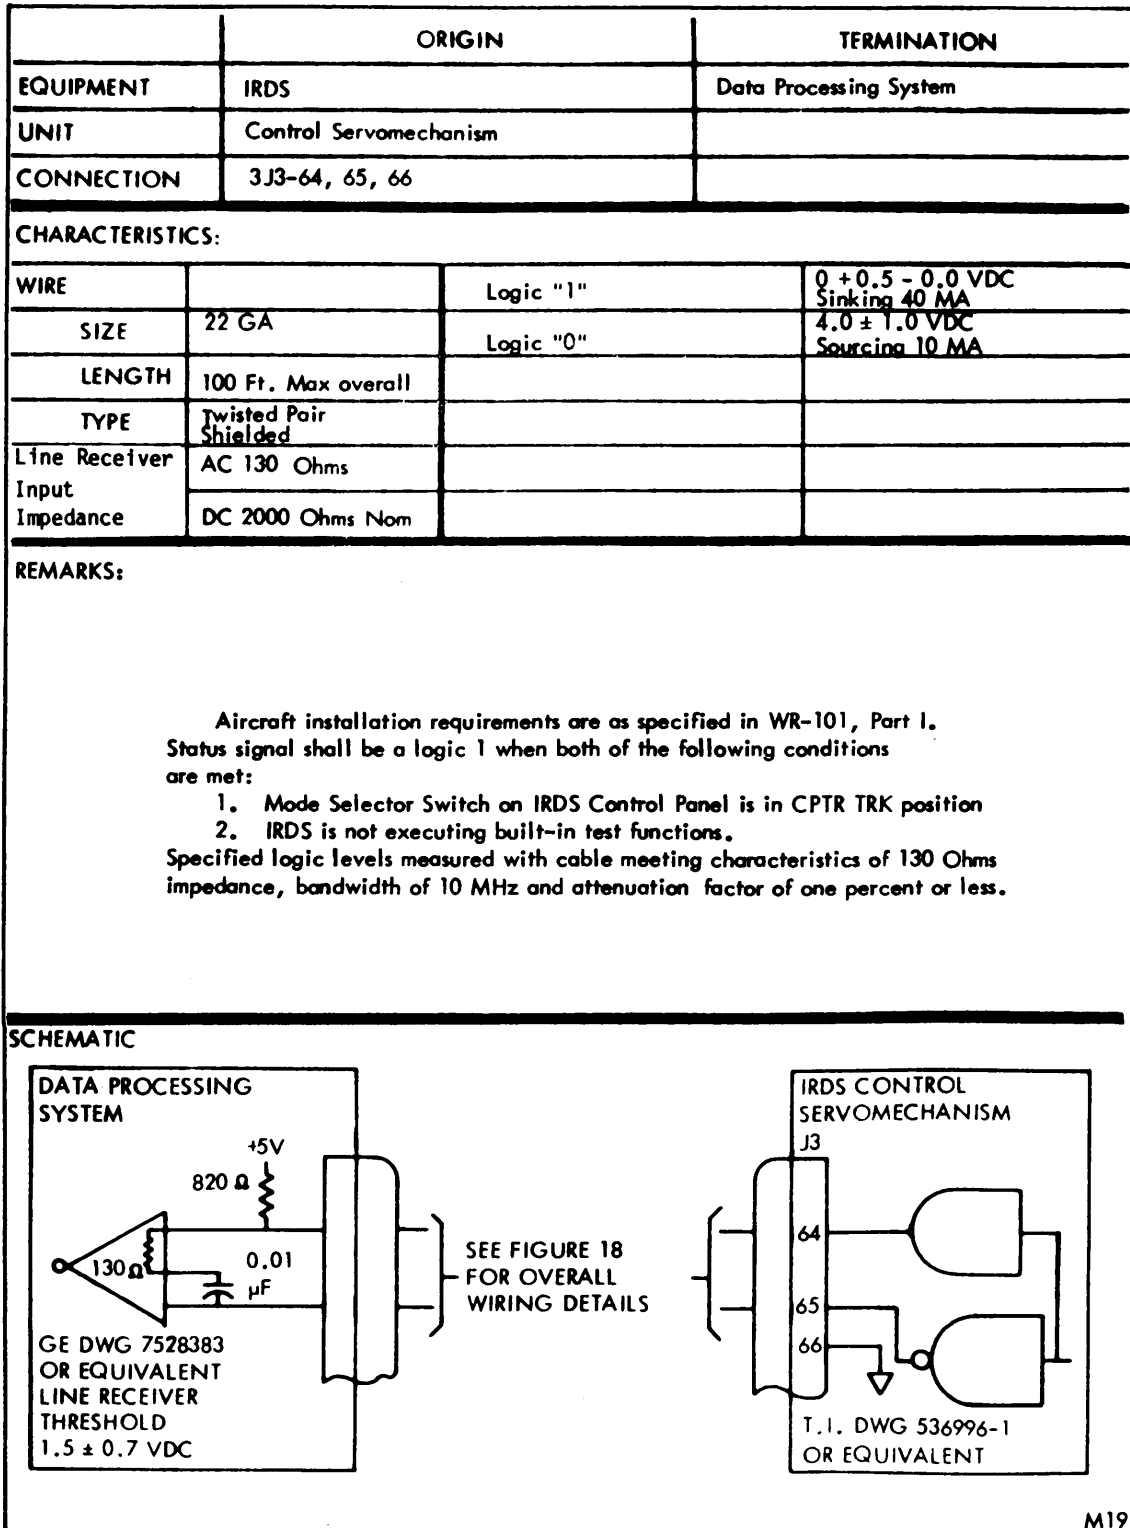 ORIGIN TERMINATION
EQUIPMENT IRDS Data Processing System
UNIT Control Servomechanism
CONNECTION 3J3-64, 65, 66
CHARACTERISTICS:
WIRE Logic "1" 0 +0.5 - 0.0 VDC
Sinking 40 MA
SIZE 22 GA Logic "0" 4.0 ± 1.0 VDC
Sourcing 10 MA
LENGTH 100 Ft. Max overall
TYPE Twisted Pair
Shielded
Line Receiver AC 130 Ohms
Input
Impedance DC 2000 Ohms Nom
REMARKS:
Aircraft installation requirements are as specified in WR-101, Part I.
Status signal shall be a logic 1 when both of the following conditions
are met:
1. Mode Selector Switch on IRDS Control Panel is in CPTR TRK position
2. IRDS is not executing built-in test functions.
Specified logic levels measured with cable meeting characteristics of 130 Ohms
impedance, bandwidth of 10 MHz and attenuation factor of one percent or less.
SCHEMATIC
DATA PROCESSING
SYSTEM
+5V
820 Ω
130 Ω
0.01
µF
GE DWG 7528383
OR EQUIVALENT
LINE RECEIVER
THRESHOLD
1.5 ± 0.7 VDC
SEE FIGURE 18
FOR OVERALL
WIRING DETAILS
IRDS CONTROL
SERVOMECHANISM
J3
64
65
66
T.I. DWG 536996-1
OR EQUIVALENT
M19